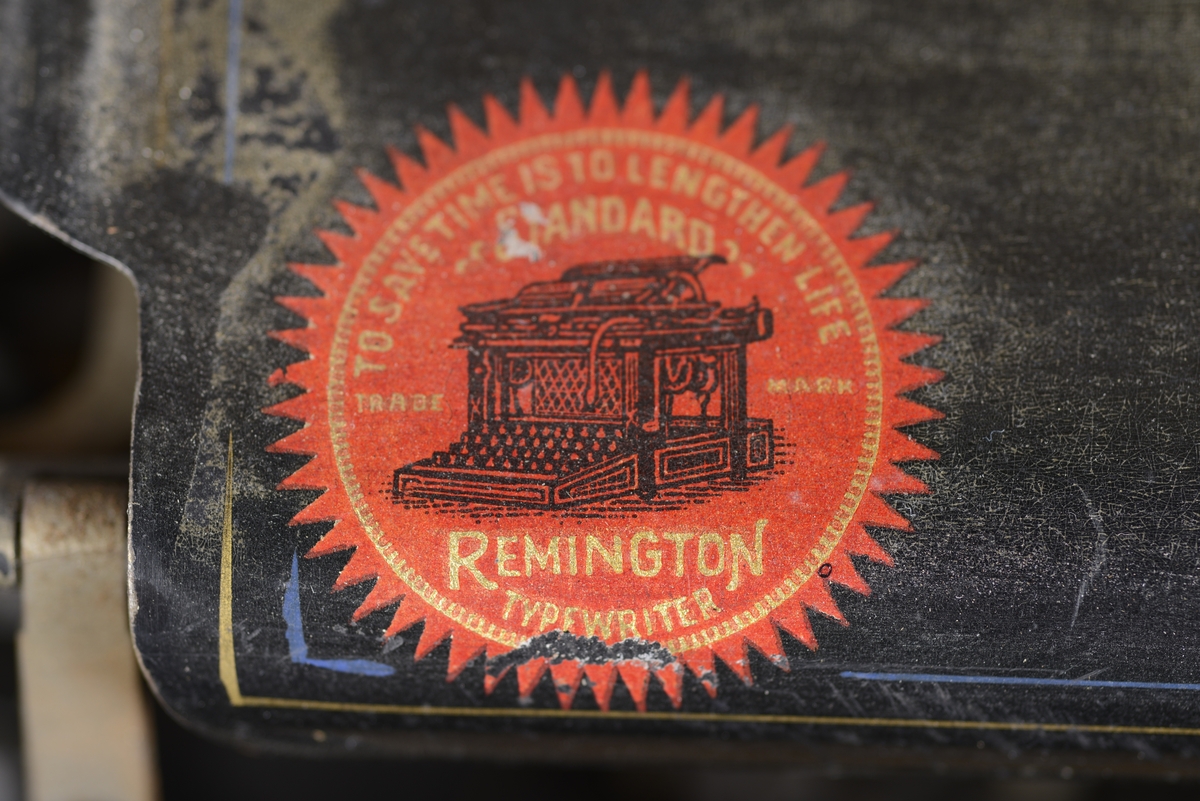 TO SAVE TIME IS TO LENGTHEN LIFE
STANDARD
TRADE MARK
REMINGTON
TYPEWRITER